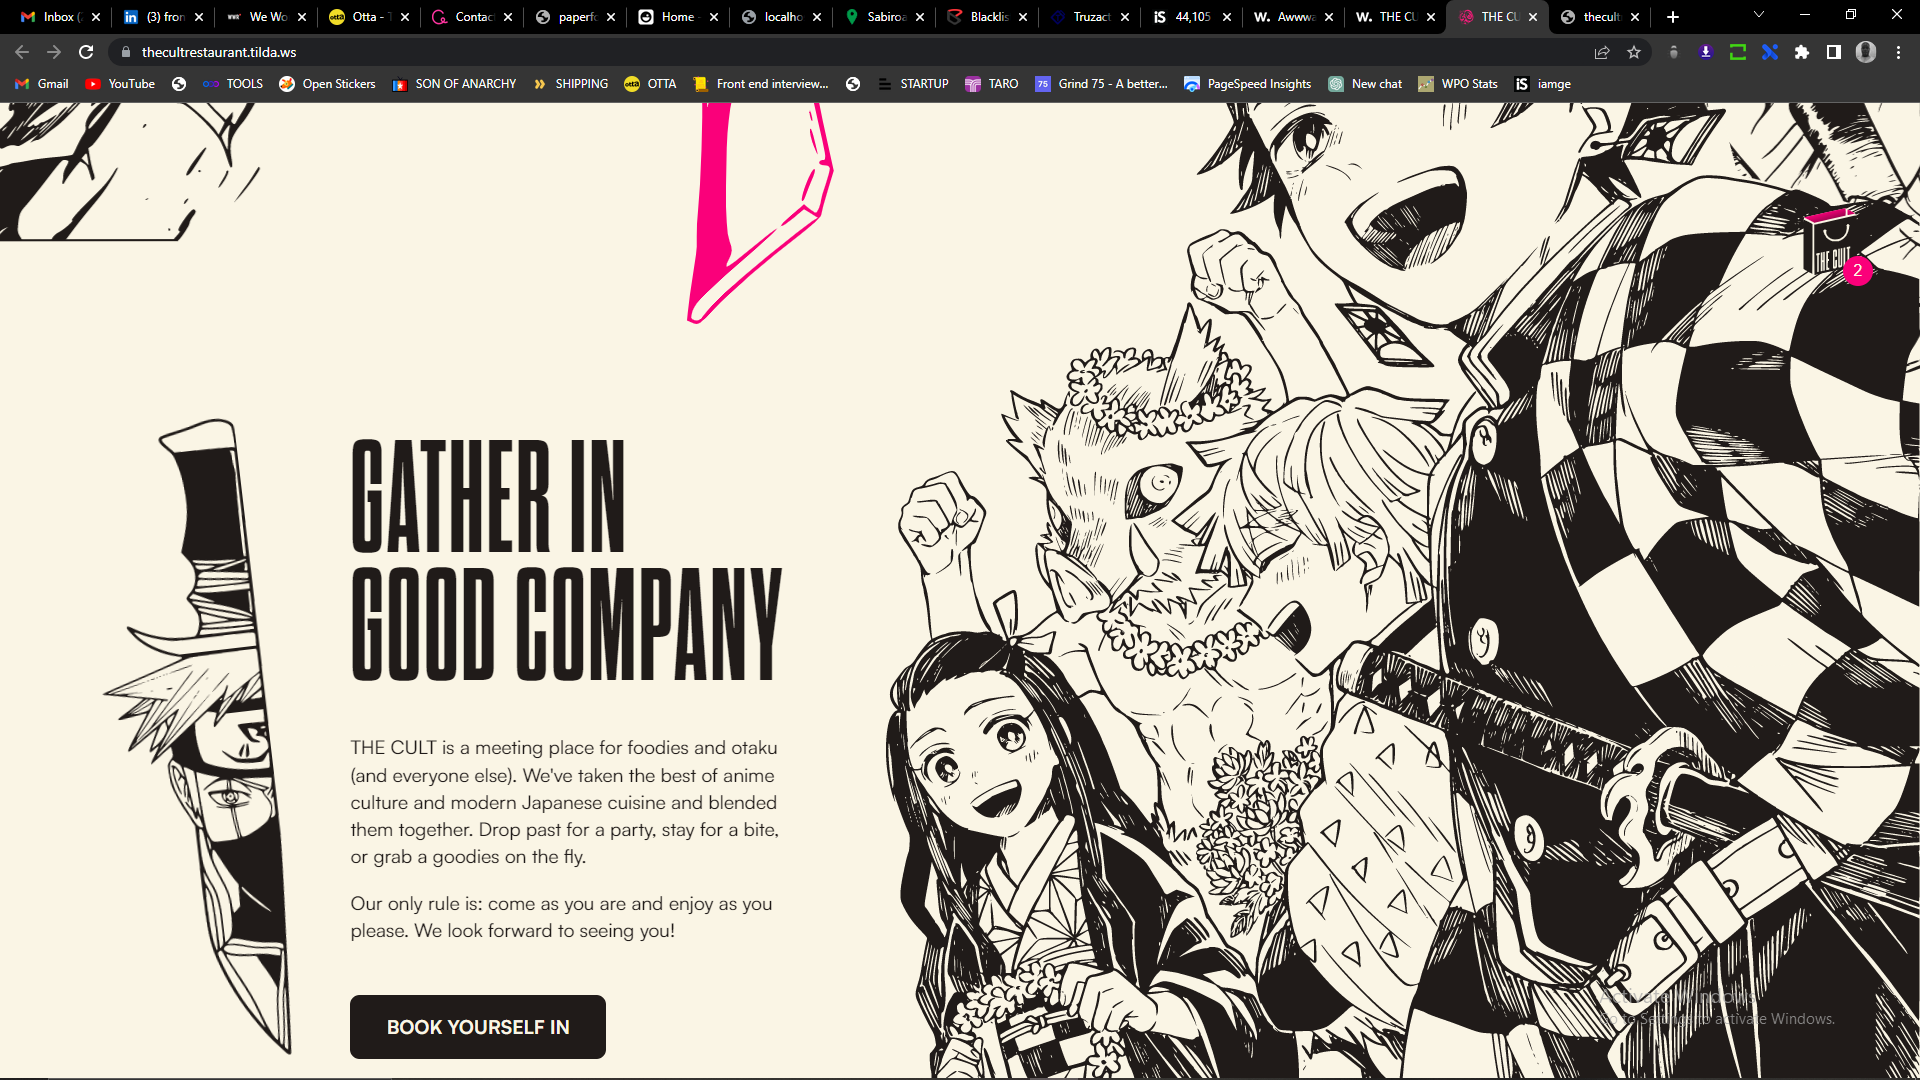 Inbox (
(3) fron
We Wo
Otta -
Contac
paperfo
Home -
localho
Sabiroa
Blacklis
Truzact
44,105
Awwwa
THE CU
THE CU
thecult
thecultrestaurant.tilda.ws
Gmail
YouTube
TOOLS
Open Stickers
SON OF ANARCHY
SHIPPING
OTTA
Front end interview...
STARTUP
TARO
75
Grind 75 - A better...
PageSpeed Insights
New chat
WPO Stats
iamge
THE CULT
2
GATHER IN
GOOD COMPANY
THE CULT is a meeting place for foodies and otaku
(and everyone else). We've taken the best of anime
culture and modern Japanese cuisine and blended
them together. Drop past for a party, stay for a bite,
or grab a goodies on the fly.
Our only rule is: come as you are and enjoy as you
please. We look forward to seeing you!
BOOK YOURSELF IN
Activate Windows
Go to Settings to activate Windows.